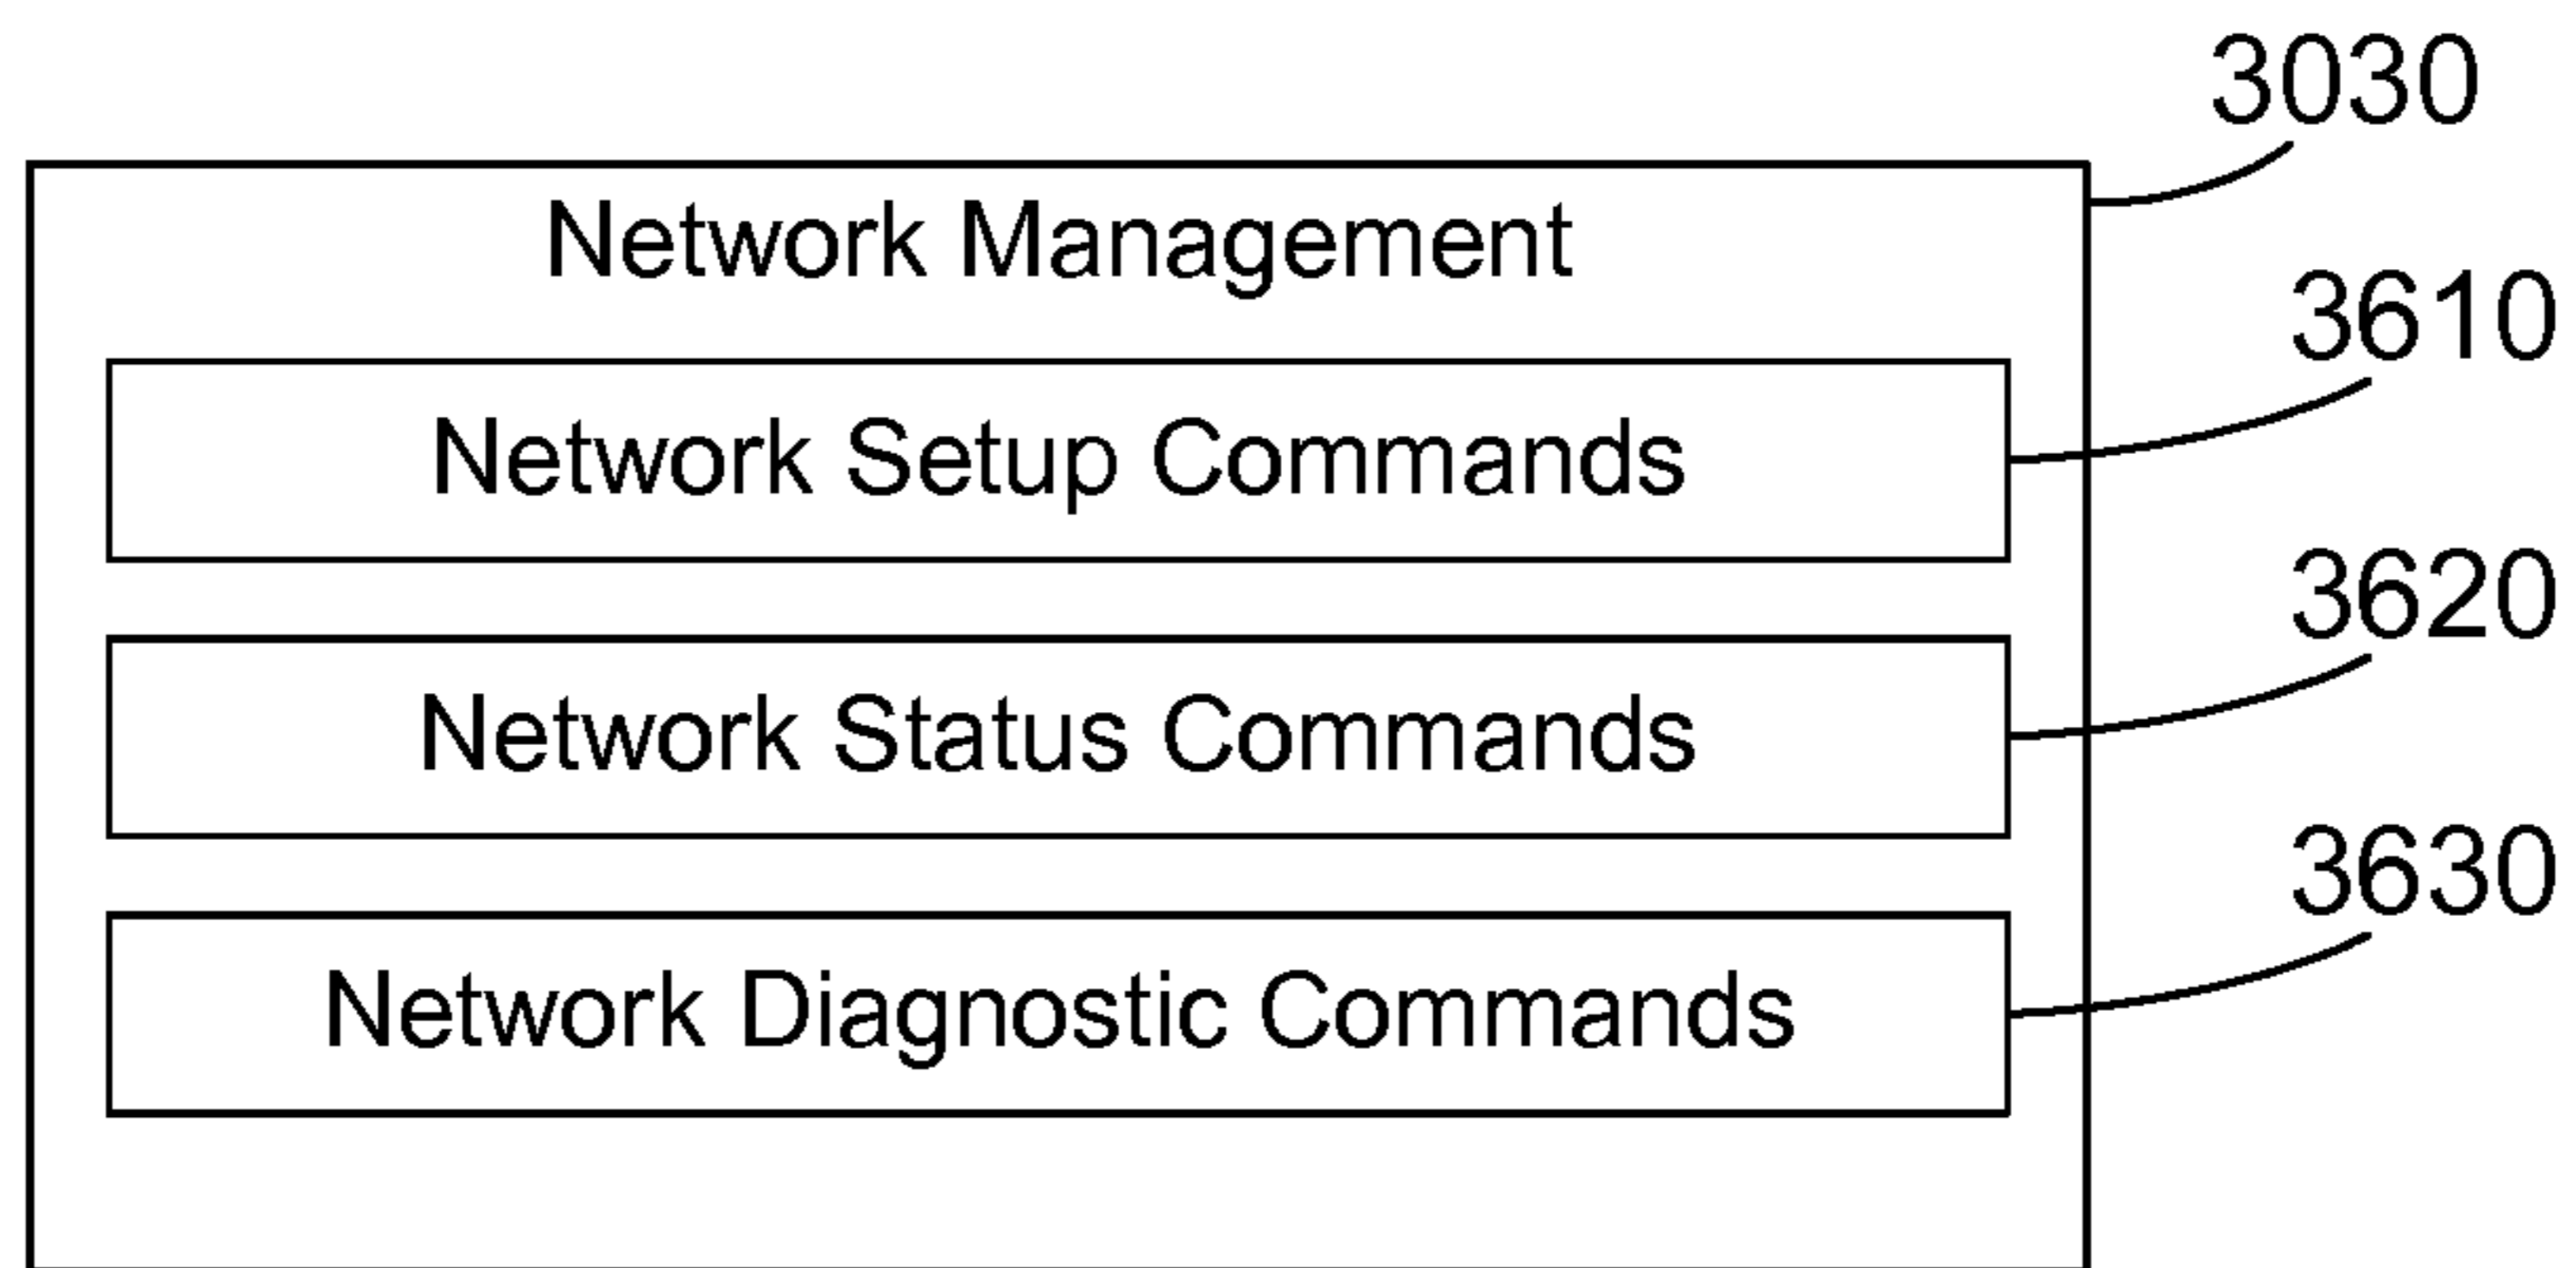 3030
Network Management
3610
Network Setup Commands
3620
Network Status Commands
3630
Network Diagnostic Commands